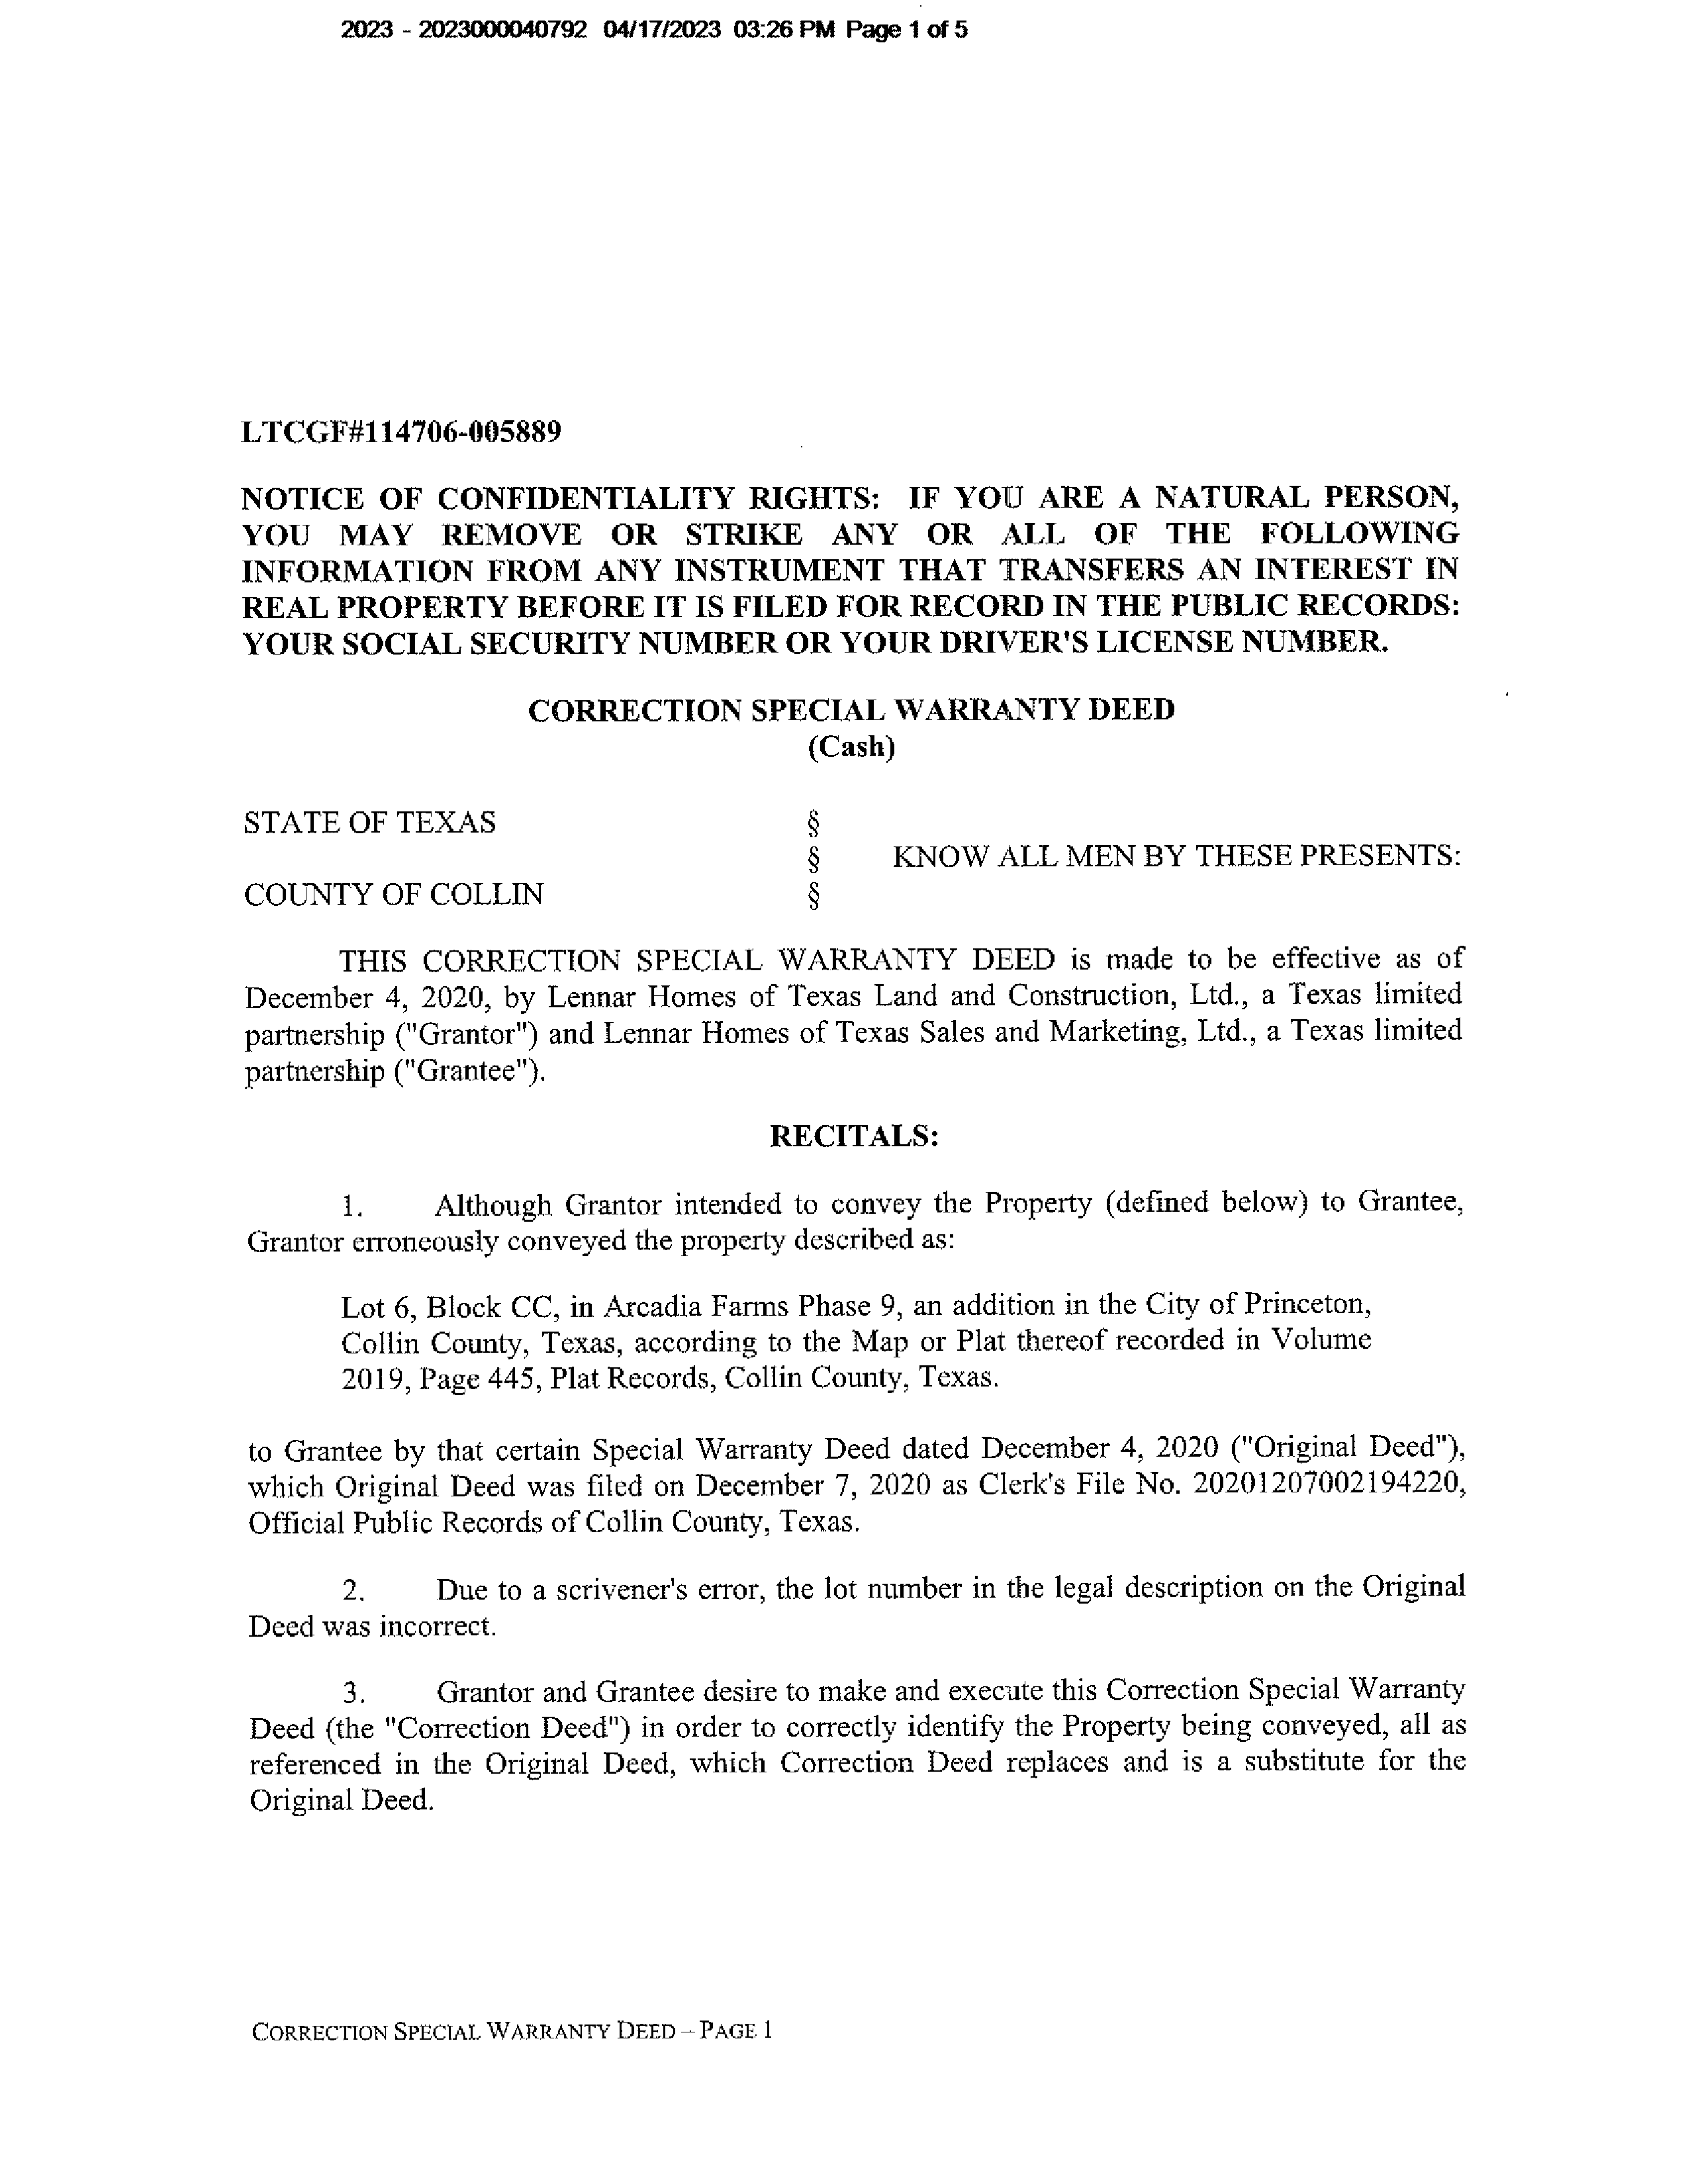 2023 - 2023000040792 04/17/2023 03:26 PM Page 1 of 5
LTCGF#114706-005889
NOTICE OF CONFIDENTIALITY RIGHTS: IF YOU ARE A NATURAL PERSON,
YOU MAY REMOVE OR STRIKE ANY OR ALL OF THE FOLLOWING
INFORMATION FROM ANY INSTRUMENT THAT TRANSFERS AN INTEREST IN
REAL PROPERTY BEFORE IT IS FILED FOR RECORD IN THE PUBLIC RECORDS:
YOUR SOCIAL SECURITY NUMBER OR YOUR DRIVER'S LICENSE NUMBER.
CORRECTION SPECIAL WARRANTY DEED
(Cash)
STATE OF TEXAS §
§ KNOW ALL MEN BY THESE PRESENTS:
COUNTY OF COLLIN §
THIS CORRECTION SPECIAL WARRANTY DEED is made to be effective as of
December 4, 2020, by Lennar Homes of Texas Land and Construction, Ltd., a Texas limited
partnership ("Grantor") and Lennar Homes of Texas Sales and Marketing, Ltd., a Texas limited
partnership ("Grantee").
RECITALS:
1. Although Grantor intended to convey the Property (defined below) to Grantee,
Grantor erroneously conveyed the property described as:
Lot 6, Block CC, in Arcadia Farms Phase 9, an addition in the City of Princeton,
Collin County, Texas, according to the Map or Plat thereof recorded in Volume
2019, Page 445, Plat Records, Collin County, Texas.
to Grantee by that certain Special Warranty Deed dated December 4, 2020 ("Original Deed"),
which Original Deed was filed on December 7, 2020 as Clerk's File No. 20201207002194220,
Official Public Records of Collin County, Texas.
2. Due to a scrivener's error, the lot number in the legal description on the Original
Deed was incorrect.
3. Grantor and Grantee desire to make and execute this Correction Special Warranty
Deed (the "Correction Deed") in order to correctly identify the Property being conveyed, all as
referenced in the Original Deed, which Correction Deed replaces and is a substitute for the
Original Deed.
CORRECTION SPECIAL WARRANTY DEED – PAGE 1